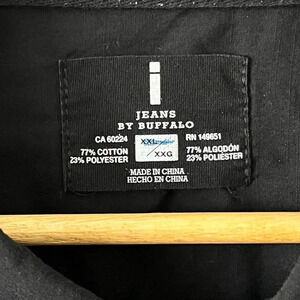 i
JEANS
BY BUFFALO
CA 60224 RN 149651
XXL
77% COTTON 77% ALGODÓN
XXG
23% POLYESTER 23% POLIÉSTER
MADE IN CHINA
HECHO EN CHINA